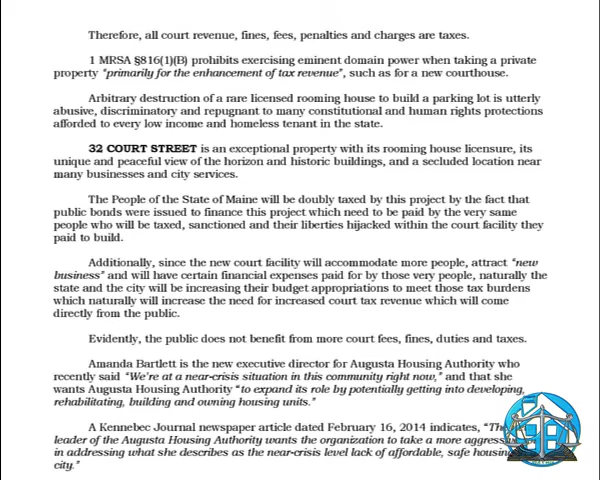 Therefore, all court revenue, fines, fees, penalties and charges are taxes.
1 MRSA §816(1)(B) prohibits exercising eminent domain power when taking a private
property "primarily for the enhancement of tax revenue", such as for a new courthouse.
Arbitrary destruction of a rare licensed rooming house to build a parking lot is utterly
abusive, discriminatory and repugnant to many constitutional and human rights protections
afforded to every low income and homeless tenant in the state.
32 COURT STREET is an exceptional property with its rooming house licensure, its
unique and peaceful view of the horizon and historic buildings, and a secluded location near
many businesses and city services.
The People of the State of Maine will be doubly taxed by this project by the fact that
public bonds were issued to finance this project which need to be paid by the very same
people who will be taxed, sanctioned and their liberties hijacked within the court facility they
paid to build.
Additionally, since the new court facility will accommodate more people, attract "new
business" and will have certain financial expenses paid for by those very people, naturally the
state and the city will be increasing their budget appropriations to meet those tax burdens
which naturally will increase the need for increased court tax revenue which will come
directly from the public.
Evidently, the public does not benefit from more court fees, fines, duties and taxes.
Amanda Bartlett is the new executive director for Augusta Housing Authority who
recently said "We're at a near-crisis situation in this community right now," and that she
wants Augusta Housing Authority "to expand its role by potentially getting into developing,
rehabilitating, building and owning housing units."
A Kennebec Journal newspaper article dated February 16, 2014 indicates, "The
leader of the Augusta Housing Authority wants the organization to take a more aggressive
in addressing what she describes as the near-crisis level lack of affordable, safe housing
city."